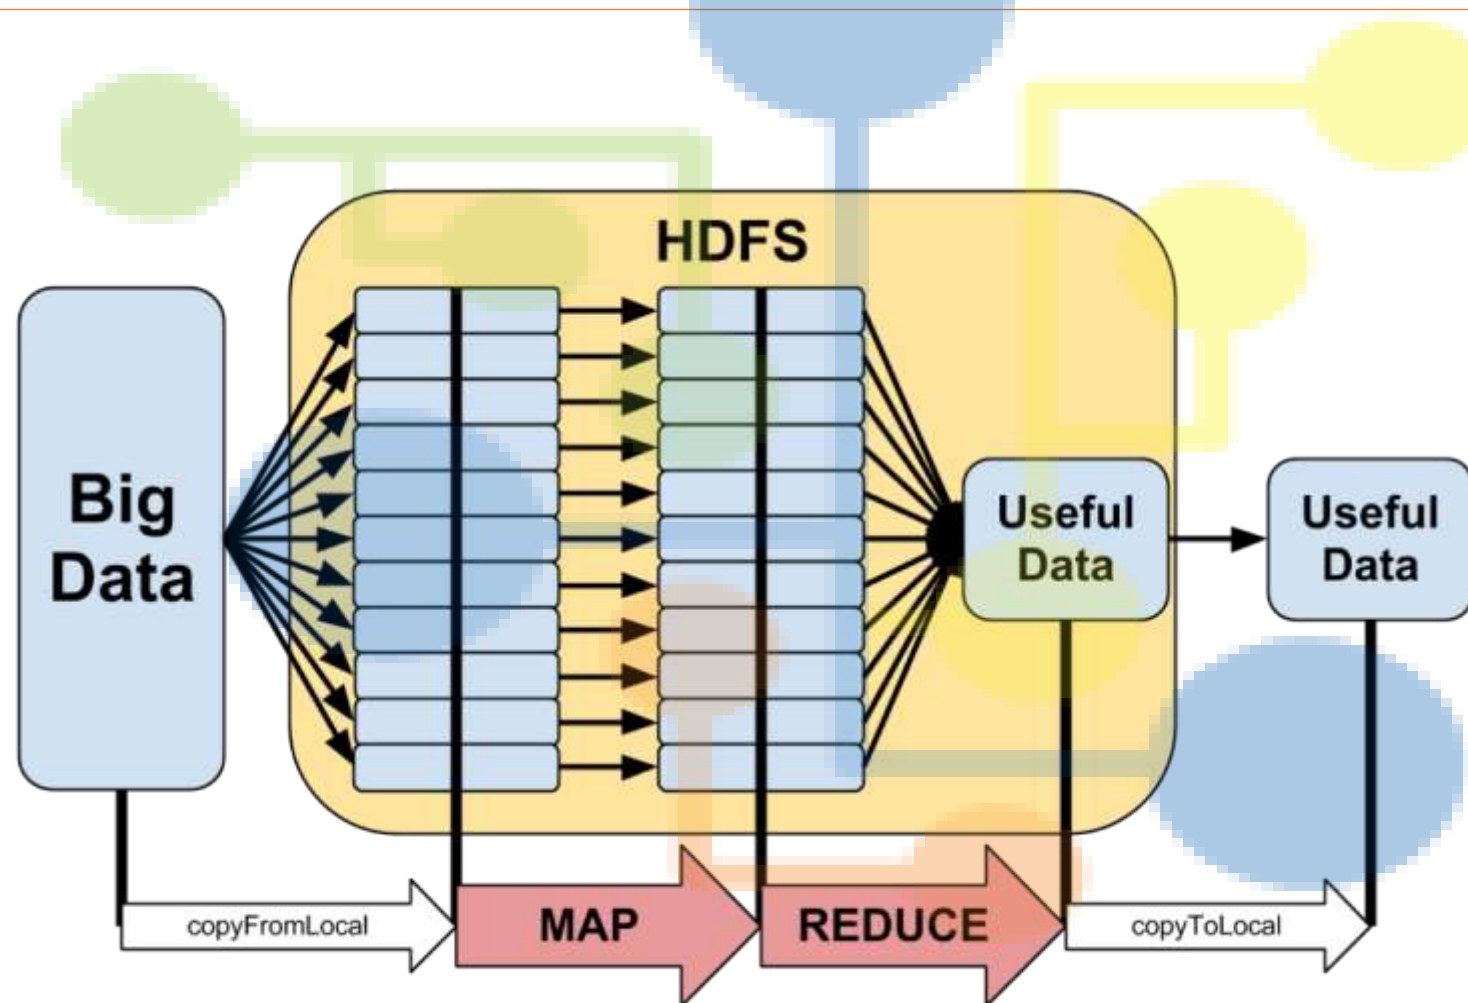 HDFS
Big
Data
Useful
Data
Useful
Data
copyFromLocal
MAP
REDUCE
copyToLocal